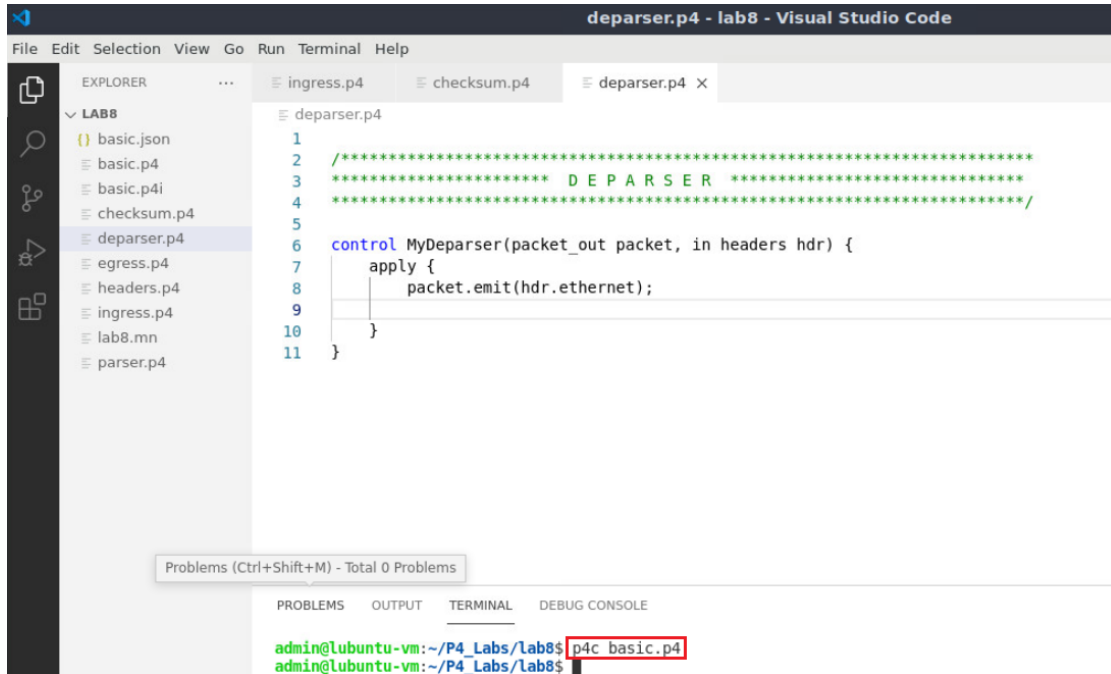 deparser.p4 - lab8 - Visual Studio Code
File Edit Selection View Go Run Terminal Help
EXPLORER ...
ingress.p4 checksum.p4 deparser.p4 ×
LAB8
deparser.p4
{} basic.json
basic.p4
basic.p4i
checksum.p4
deparser.p4
egress.p4
headers.p4
ingress.p4
lab8.mn
parser.p4
1
2 /*************************************************************************
3 *********************** D E P A R S E R *******************************
4 *************************************************************************/
5
6 control MyDeparser(packet_out packet, in headers hdr) {
7 apply {
8 packet.emit(hdr.ethernet);
9
10 }
11 }
Problems (Ctrl+Shift+M) - Total 0 Problems
PROBLEMS OUTPUT TERMINAL DEBUG CONSOLE
admin@lubuntu-vm:~/P4_Labs/lab8$ p4c basic.p4
admin@lubuntu-vm:~/P4_Labs/lab8$